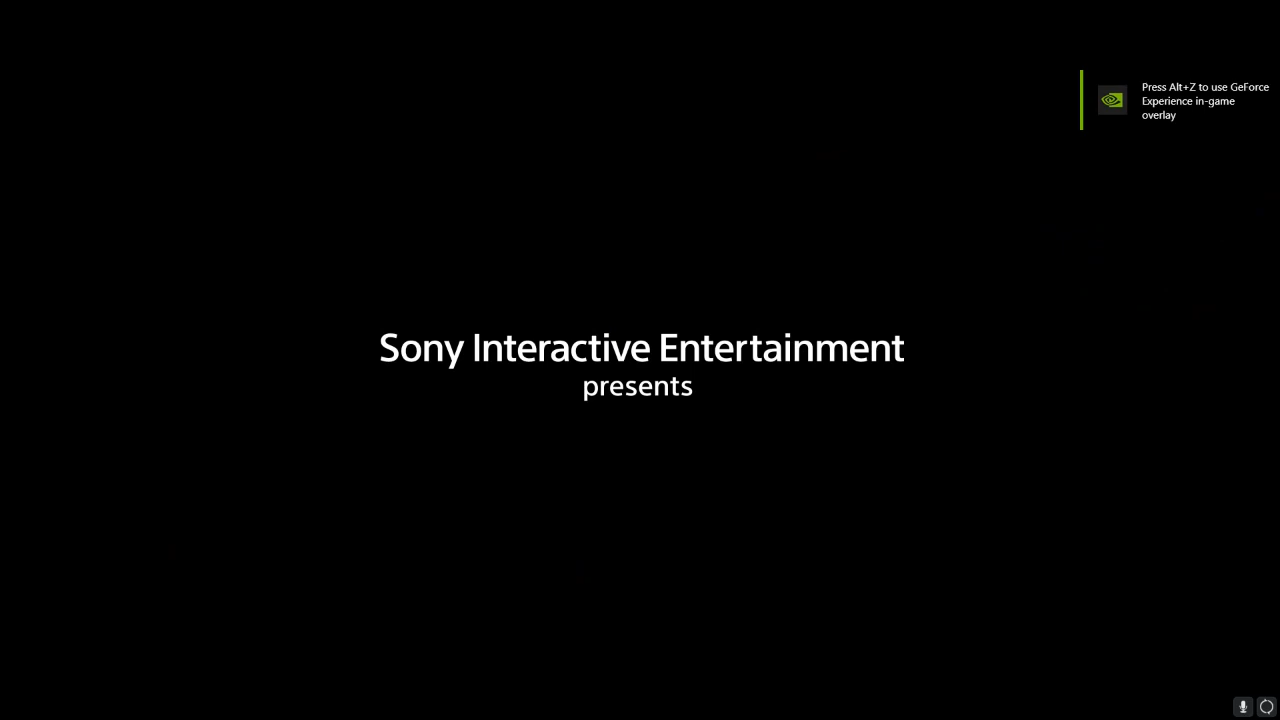 Press Alt+Z to use GeForce
Experience in-game
overlay
Sony Interactive Entertainment
presents